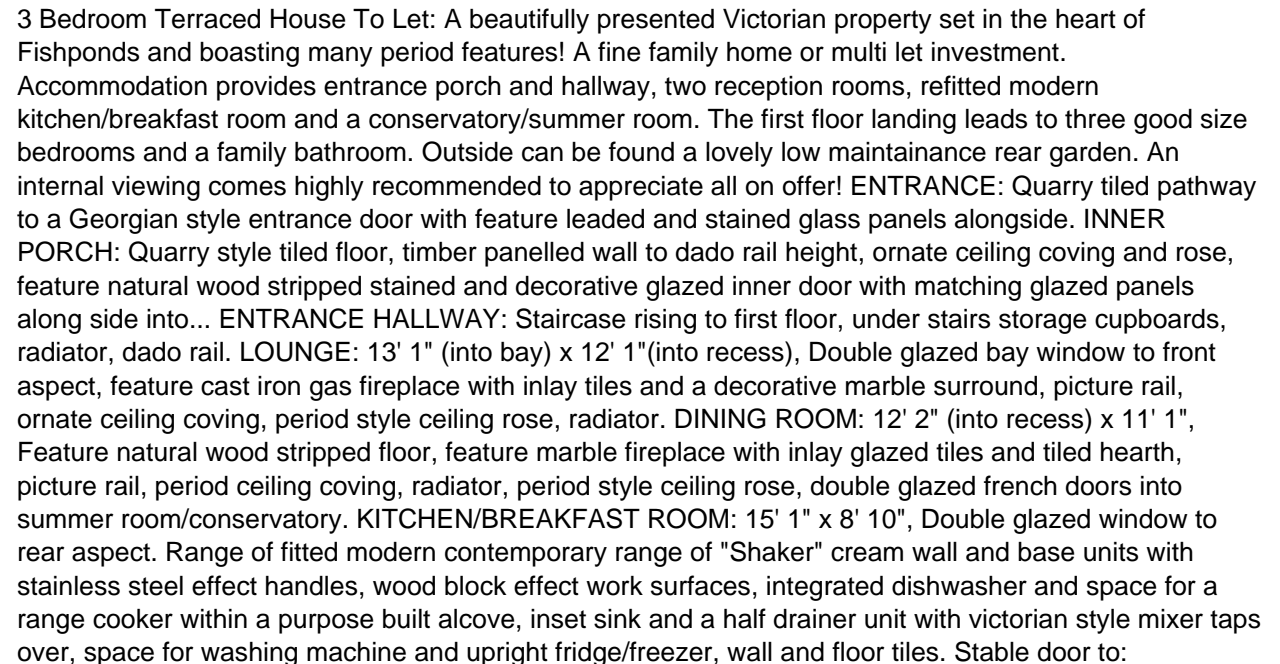 3 Bedroom Terraced House To Let: A beautifully presented Victorian property set in the heart of
Fishponds and boasting many period features! A fine family home or multi let investment.
Accommodation provides entrance porch and hallway, two reception rooms, refitted modern
kitchen/breakfast room and a conservatory/summer room. The first floor landing leads to three good size
bedrooms and a family bathroom. Outside can be found a lovely low maintainance rear garden. An
internal viewing comes highly recommended to appreciate all on offer! ENTRANCE: Quarry tiled pathway
to a Georgian style entrance door with feature leaded and stained glass panels alongside. INNER
PORCH: Quarry style tiled floor, timber panelled wall to dado rail height, ornate ceiling coving and rose,
feature natural wood stripped stained and decorative glazed inner door with matching glazed panels
along side into... ENTRANCE HALLWAY: Staircase rising to first floor, under stairs storage cupboards,
radiator, dado rail. LOUNGE: 13' 1" (into bay) x 12' 1"(into recess), Double glazed bay window to front
aspect, feature cast iron gas fireplace with inlay tiles and a decorative marble surround, picture rail,
ornate ceiling coving, period style ceiling rose, radiator. DINING ROOM: 12' 2" (into recess) x 11' 1",
Feature natural wood stripped floor, feature marble fireplace with inlay glazed tiles and tiled hearth,
picture rail, period ceiling coving, radiator, period style ceiling rose, double glazed french doors into
summer room/conservatory. KITCHEN/BREAKFAST ROOM: 15' 1" x 8' 10", Double glazed window to
rear aspect. Range of fitted modern contemporary range of "Shaker" cream wall and base units with
stainless steel effect handles, wood block effect work surfaces, integrated dishwasher and space for a
range cooker within a purpose built alcove, inset sink and a half drainer unit with victorian style mixer taps
over, space for washing machine and upright fridge/freezer, wall and floor tiles. Stable door to: